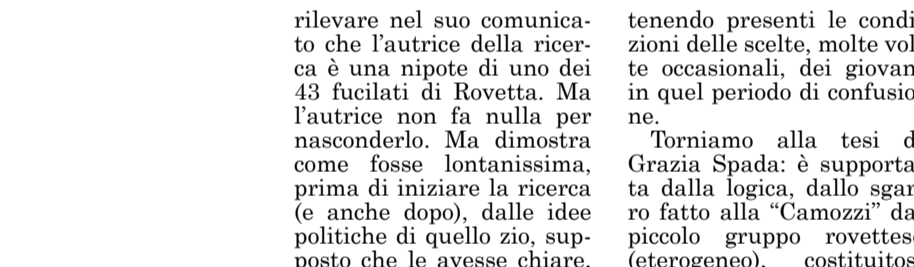 rilevare nel suo comunica-
to che l'autrice della ricer-
ca è una nipote di uno dei
43 fucilati di Rovetta. Ma
l'autrice non fa nulla per
nasconderlo. Ma dimostra
come fosse lontanissima,
prima di iniziare la ricerca
(e anche dopo), dalle idee
politiche di quello zio, sup-
posto che le avesse chiare,
tenendo presenti le condi
zioni delle scelte, molte vol
te occasionali, dei giovan
in quel periodo di confusio
ne.
Torniamo alla tesi d
Grazia Spada: è supporta
ta dalla logica, dallo sgar
ro fatto alla “Camozzi” da
piccolo gruppo rovettes
(eterogeneo), costituitos